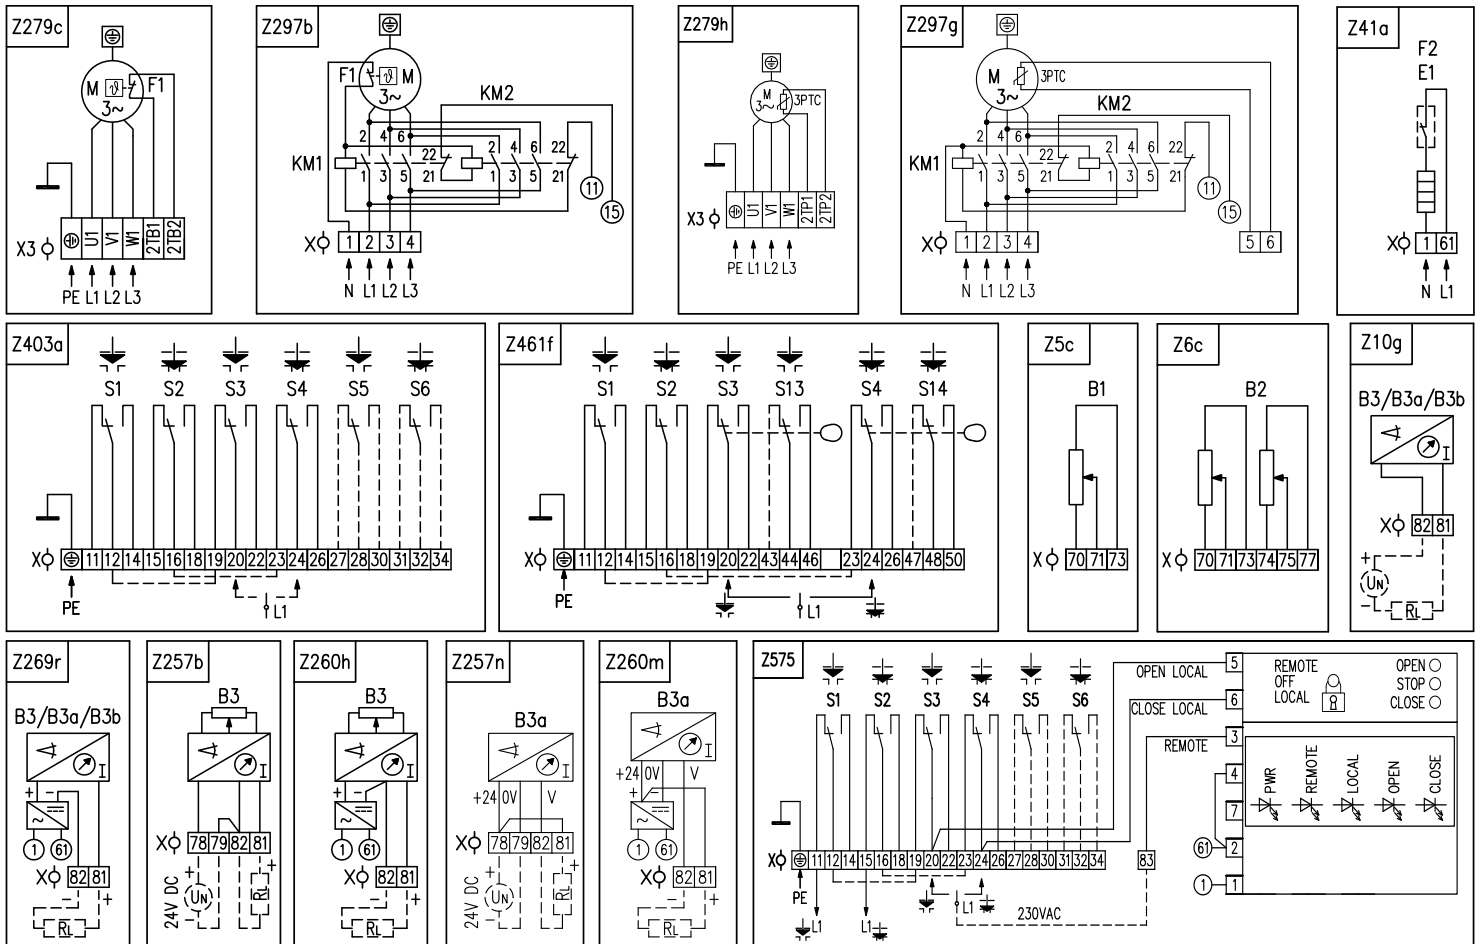 Z279c
M
ϑ
F1
3~
X3
U1
V1
W1
2TB1
2TB2
PE L1 L2 L3
Z297b
F1
ϑ
M
3~
KM2
2 4 6
22
2 4 6 22
KM1
1 3 5
21
1 3 5 21
11
15
X
1 2 3 4
N L1 L2 L3
Z279h
M
3~
3PTC
X3
U1
V1
W1
2TP1
2TP2
PE L1 L2 L3
Z297g
M
3~
3PTC
KM2
2 4 6
22
2 4 6 22
KM1
1 3 5
21
1 3 5 21
11
15
X
1 2 3 4
5 6
N L1 L2 L3
Z41a
F2
E1
X
1 61
N L1
Z403a
S1 S2 S3 S4 S5 S6
X
11 12 14 15 16 18 19 20 22 23 24 26 27 28 30 31 32 34
PE
L1
Z461f
S1 S2 S3 S13 S4 S14
X
11 12 14 15 16 18 19 20 22 43 44 46 23 24 26 47 48 50
PE
L1
Z5c
B1
X
70 71 73
Z6c
B2
X
70 71 73 74 75 77
Z10g
B3/B3a/B3b
I
X
82 81
+
UN
−
RL
Z269r
B3/B3a/B3b
I
+ −
~
1 61
X
82 81
− +
RL
Z257b
B3
I
X
78 79 82 81
24V DC
+
UN
−
−
+
RL
Z260h
B3
I
+ −
~
1 61
X
82 81
− +
RL
Z257n
B3a
I
+24 0V V
X
78 79 82 81
24V DC
+
UN
−
−
+
RL
Z260m
B3a
I
+24 0V V
+ −
~
1 61
X
82 81
− +
RL
Z575
S1 S2 S3 S4 S5 S6
X
11 12 14 15 16 18 19 20 22 23 24 26 27 28 30 31 32 34
83
PE
L1
L1
L1
230VAC
OPEN LOCAL
CLOSE LOCAL
REMOTE
5
6
3
4
7
2
1
61
1
REMOTE
OFF
LOCAL
OPEN
STOP
CLOSE
PWR
REMOTE
LOCAL
OPEN
CLOSE